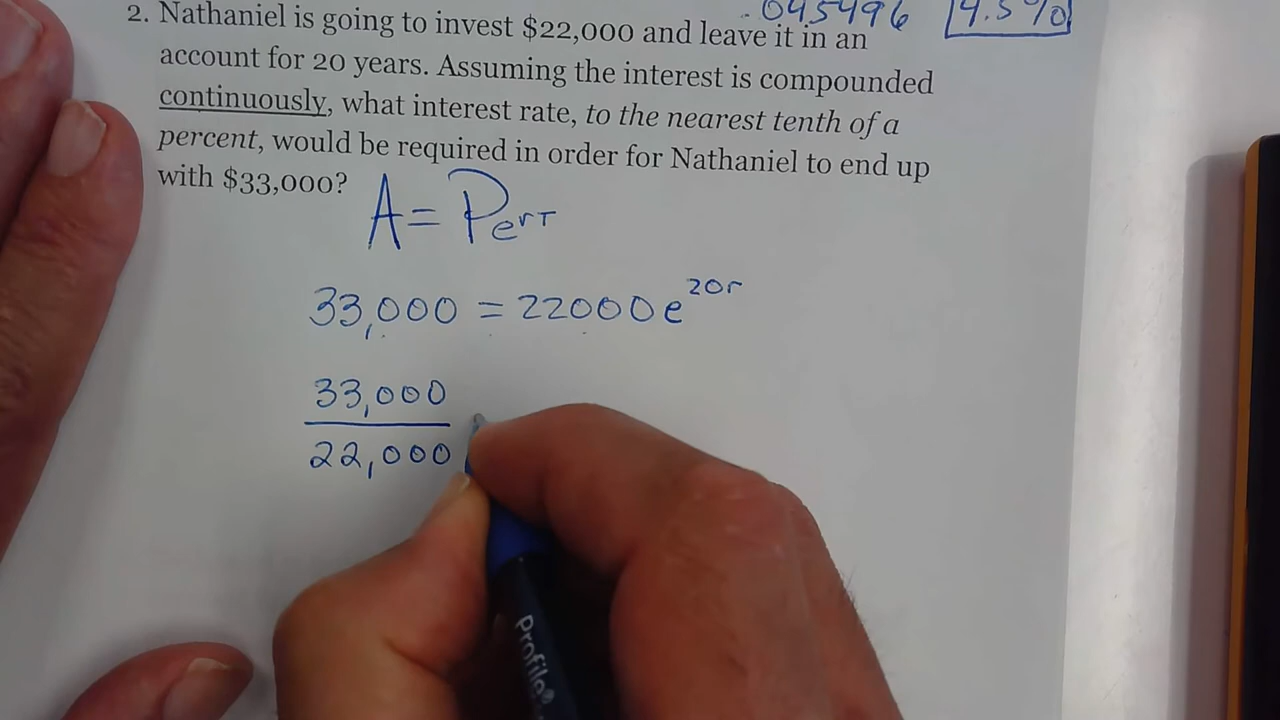 .045496 4.5%
2. Nathaniel is going to invest $22,000 and leave it in an
account for 20 years. Assuming the interest is compounded
continuously, what interest rate, to the nearest tenth of a
percent, would be required in order for Nathaniel to end up
with $33,000?
A = Pe^rT
33,000 = 22000e^20r
33,000
22,000
Profile®